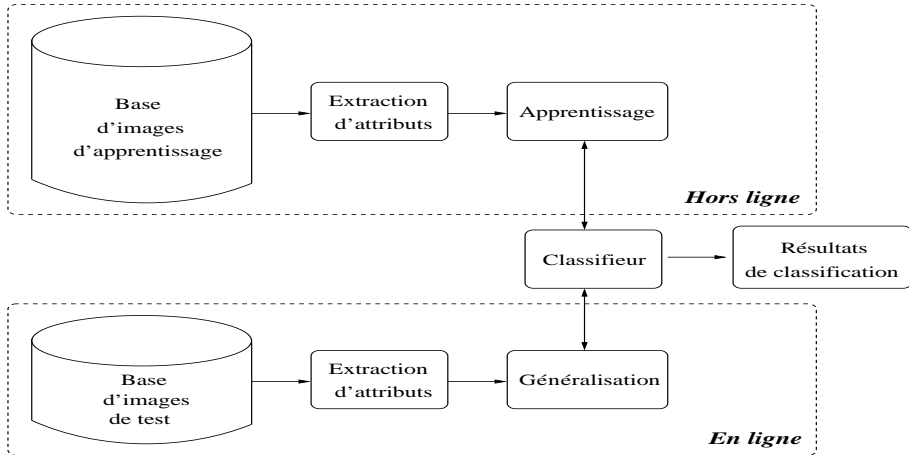 Base
d'images
d'apprentissage
Extraction
d'attributs
Apprentissage
Hors ligne
Classifieur
Résultats
de classification
Base
d'images
de test
Extraction
d'attributs
Généralisation
En ligne